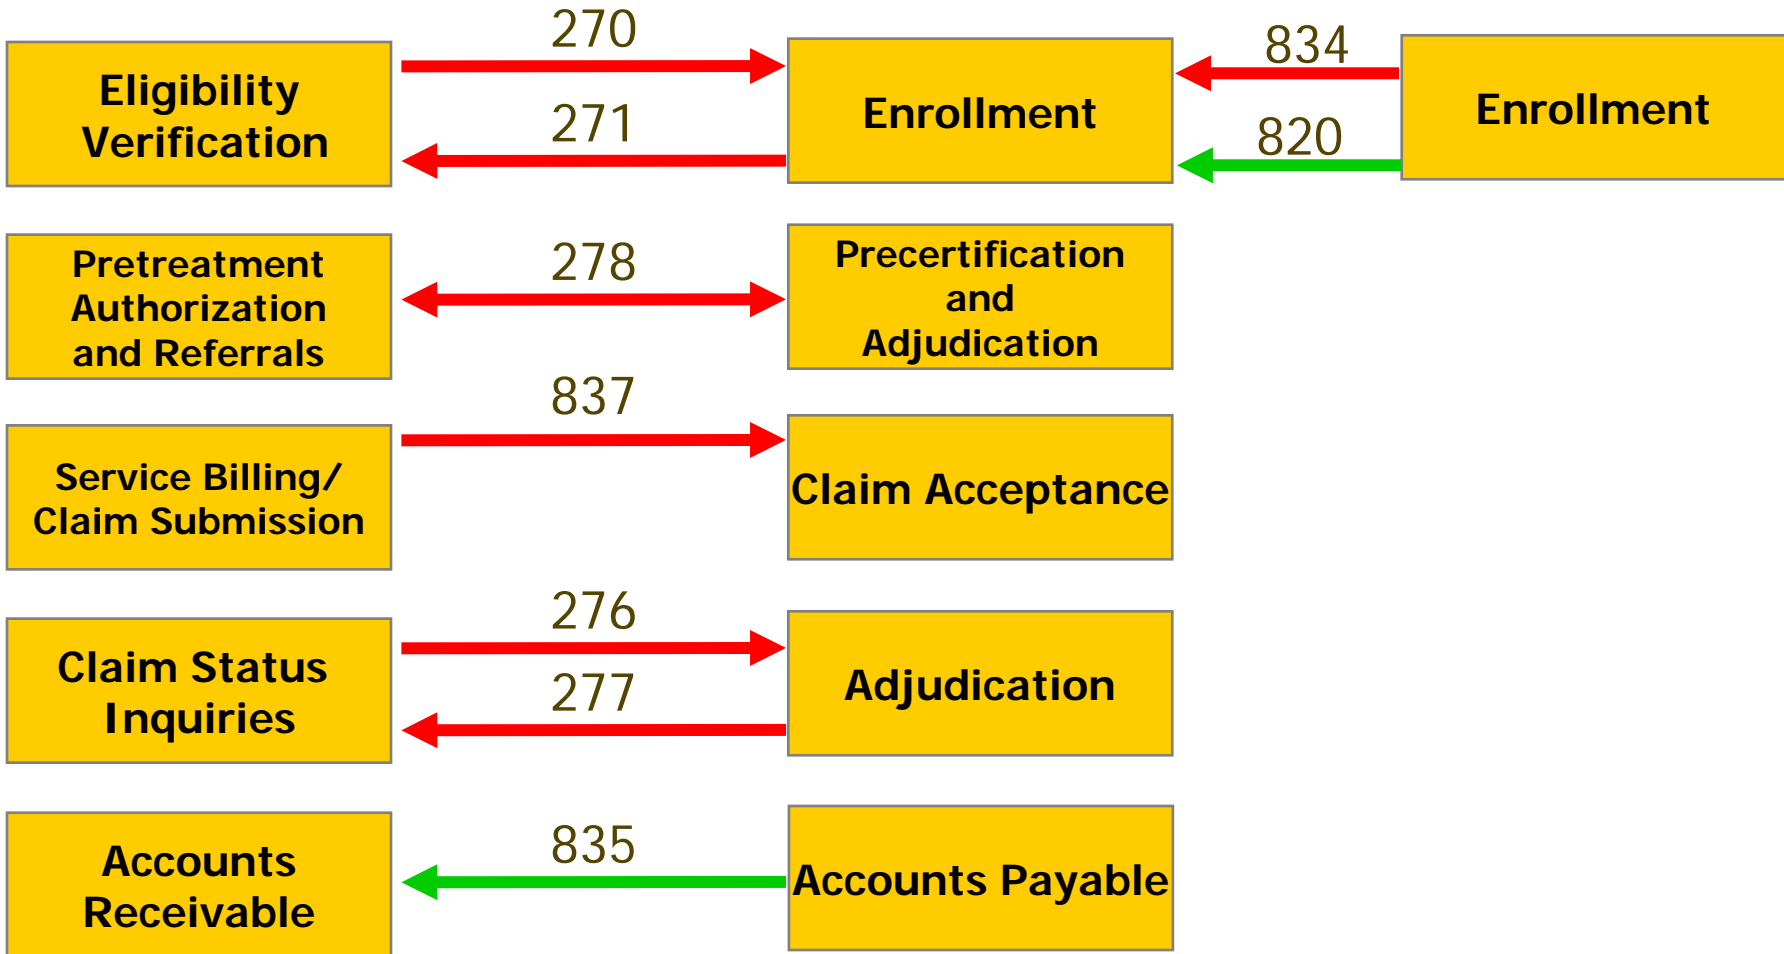 270
834
Eligibility
Verification
Enrollment
Enrollment
271
820
Pretreatment
Authorization
and Referrals
278
Precertification
and
Adjudication
837
Service Billing/
Claim Submission
Claim Acceptance
276
Claim Status
Inquiries
277
Adjudication
835
Accounts
Receivable
Accounts Payable